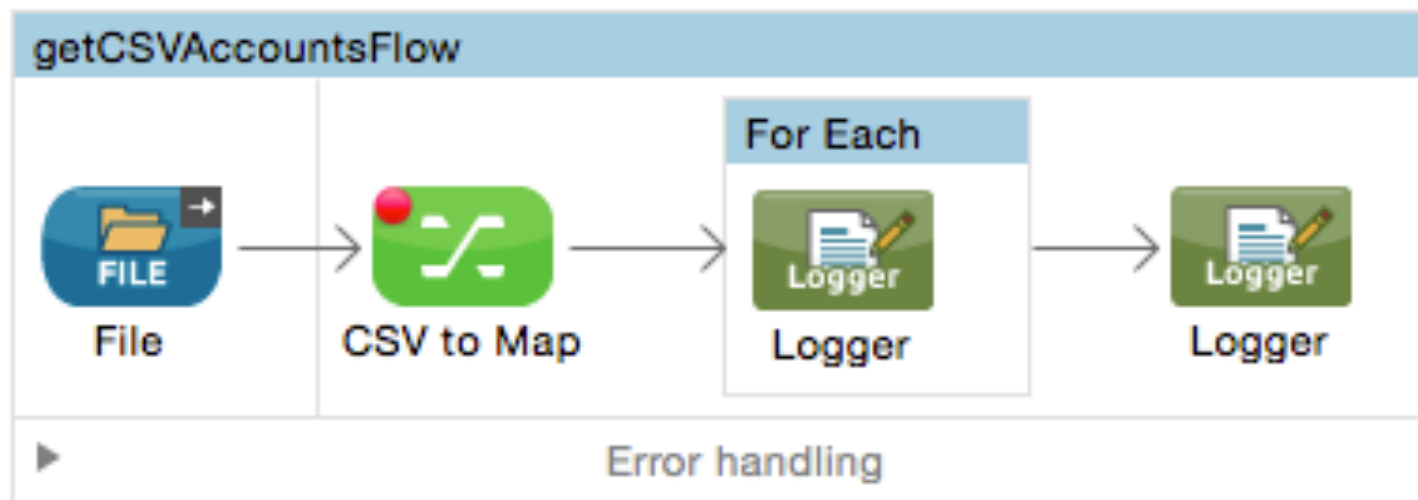 getCSVAccountsFlow
For Each
FILE
Logger
Logger
File
CSV to Map
Logger
Logger
Error handling